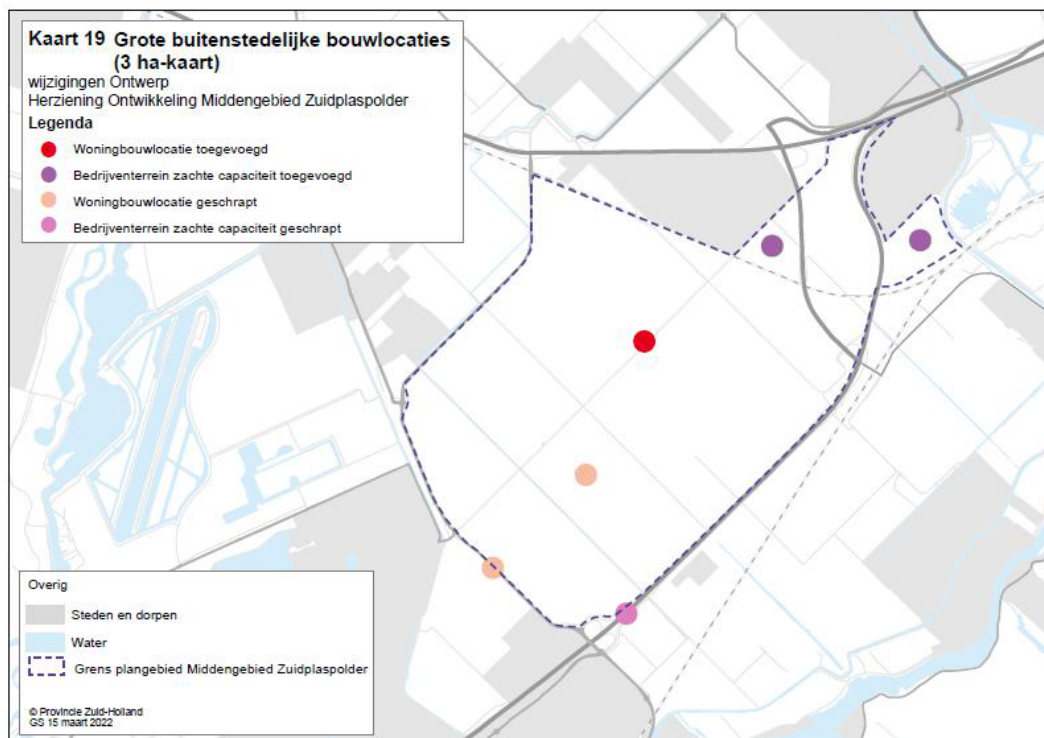 Kaart 19 Grote buitenstedelijke bouwlocaties
(3 ha-kaart)
wijzigingen Ontwerp
Herziening Ontwikkeling Middengebied Zuidplaspolder
Legenda
Woningbouwlocatie toegevoegd
Bedrijventerrein zachte capaciteit toegevoegd
Woningbouwlocatie geschrapt
Bedrijventerrein zachte capaciteit geschrapt
Overig
Steden en dorpen
Water
Grens plangebied Middengebied Zuidplaspolder
© Provincie Zuid-Holland
GS 15 maart 2022